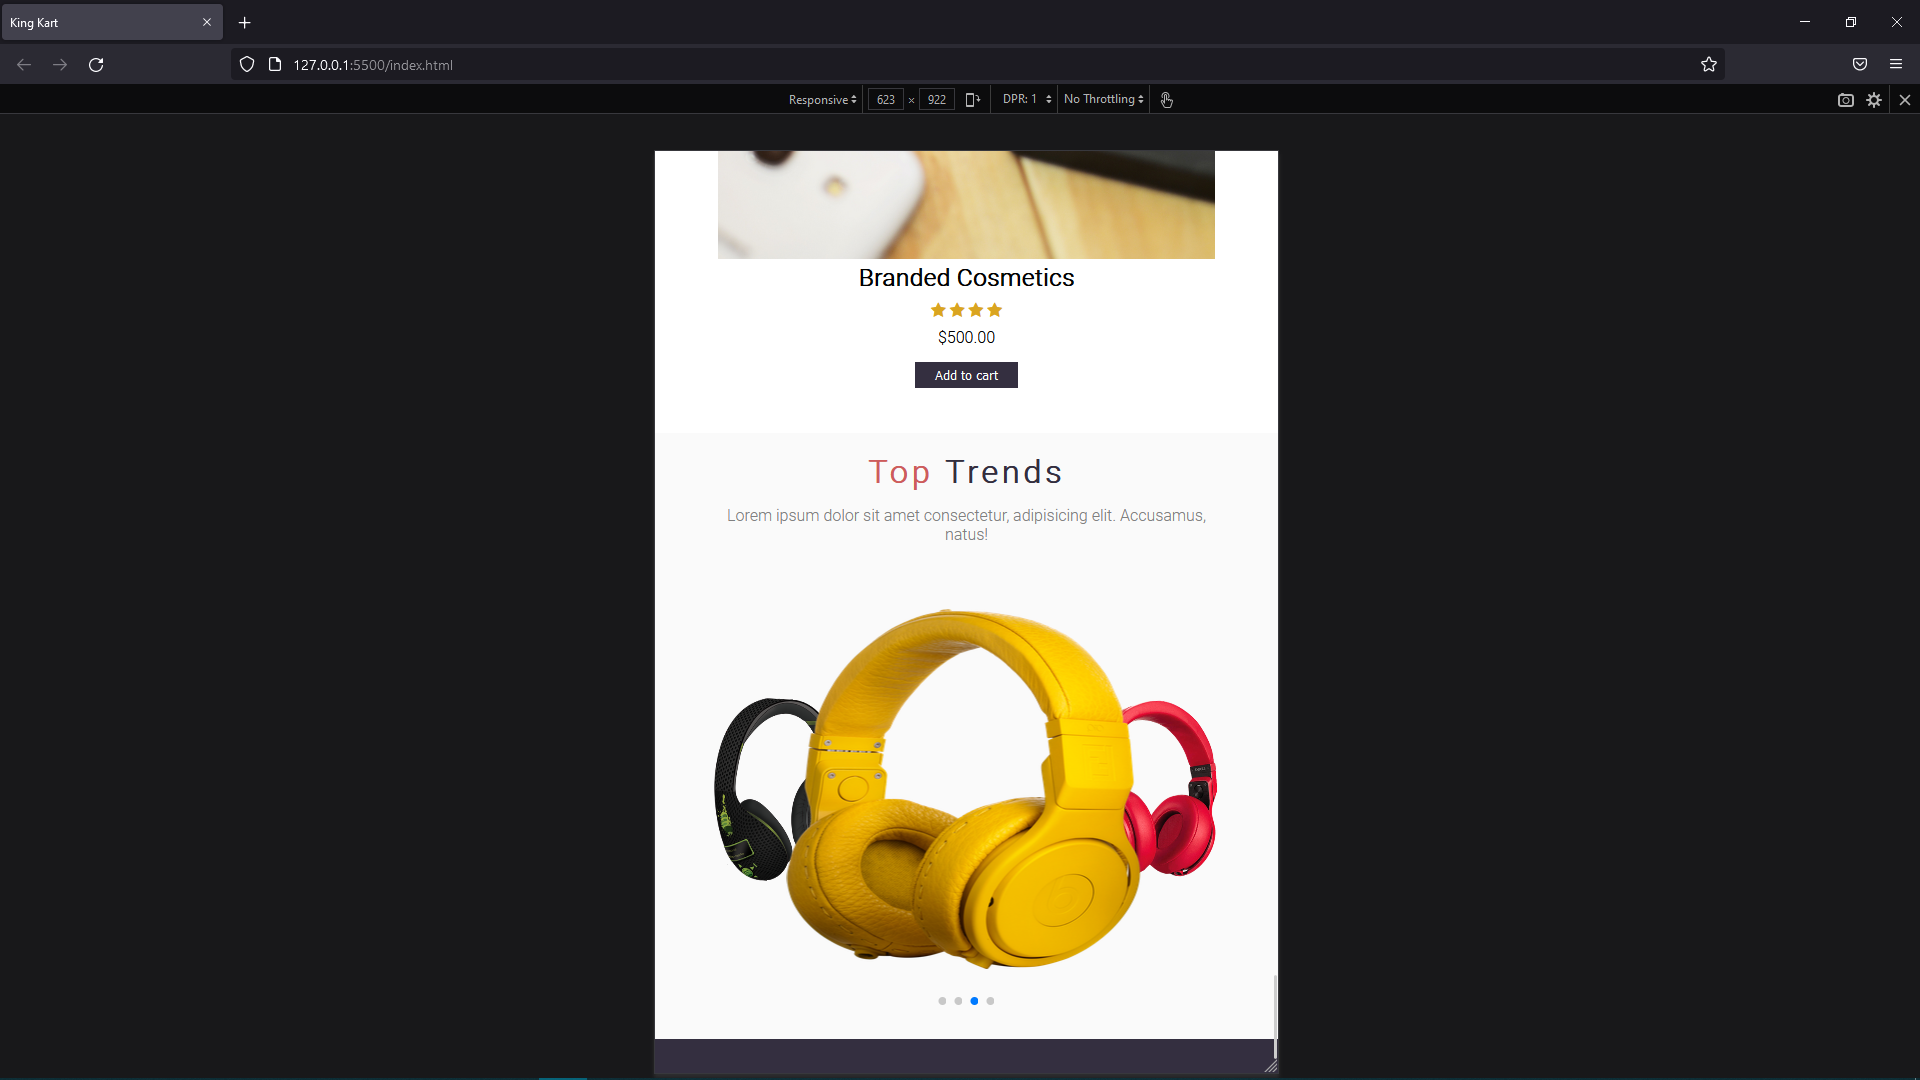 King Kart
127.0.0.1:5500/index.html
Responsive 623 × 922 DPR: 1 No Throttling
Branded Cosmetics
$500.00
Add to cart
Top Trends
Lorem ipsum dolor sit amet consectetur, adipisicing elit. Accusamus,
natus!